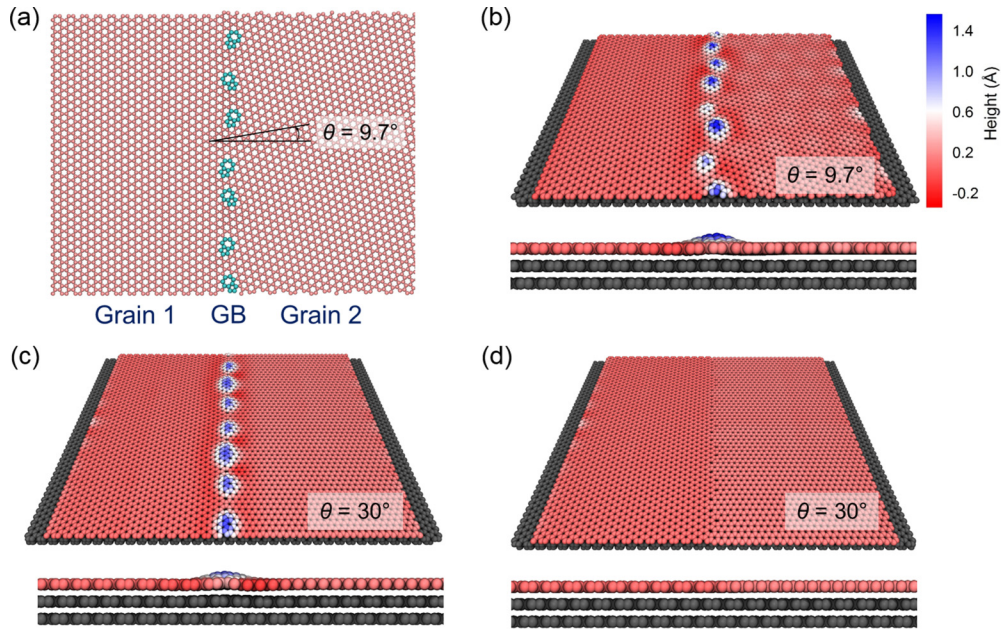 (a)
θ = 9.7°
Grain 1 GB Grain 2
(b)
θ = 9.7°
1.4
1.0
0.6
0.2
-0.2
Height (Å)
(c)
θ = 30°
(d)
θ = 30°